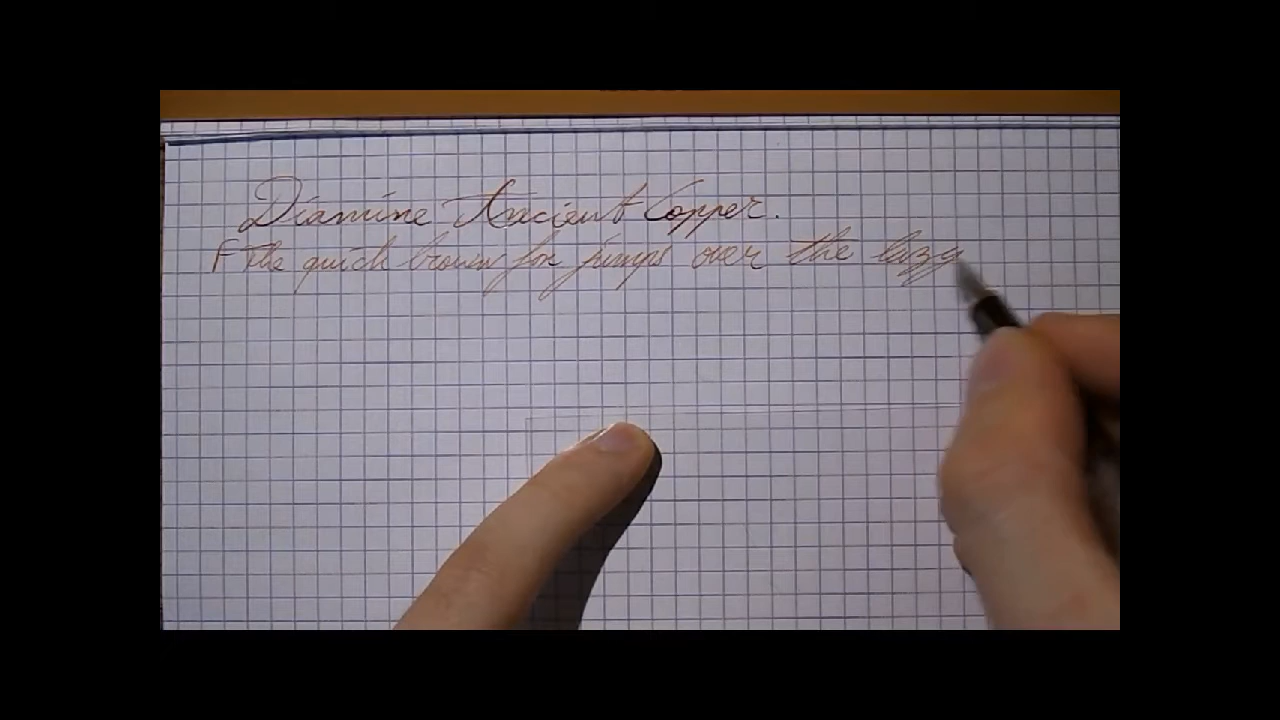 Diamine Ancient Copper.
F The quick brown fox jumps over the lazy